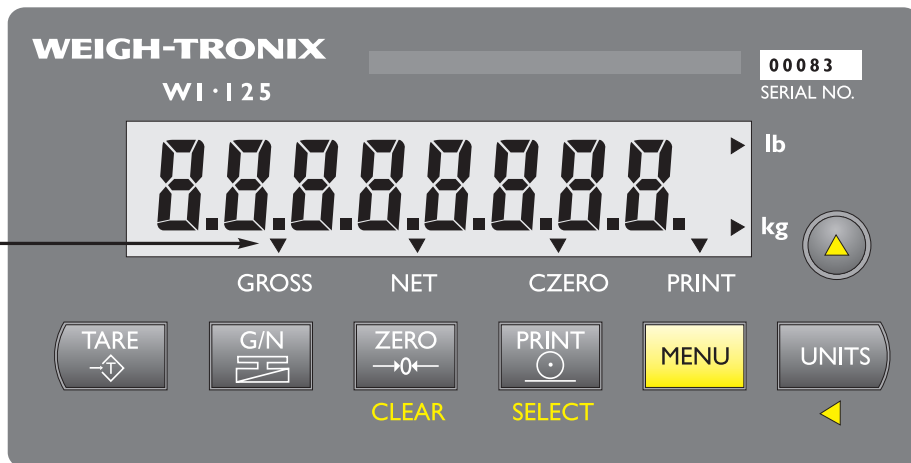 WEIGH-TRONIX
WI·125
00083
SERIAL NO.
8.8.8.8.8.8.8.8.
lb
kg
GROSS NET CZERO PRINT
TARE G/N ZERO PRINT MENU UNITS
T →0←
CLEAR SELECT